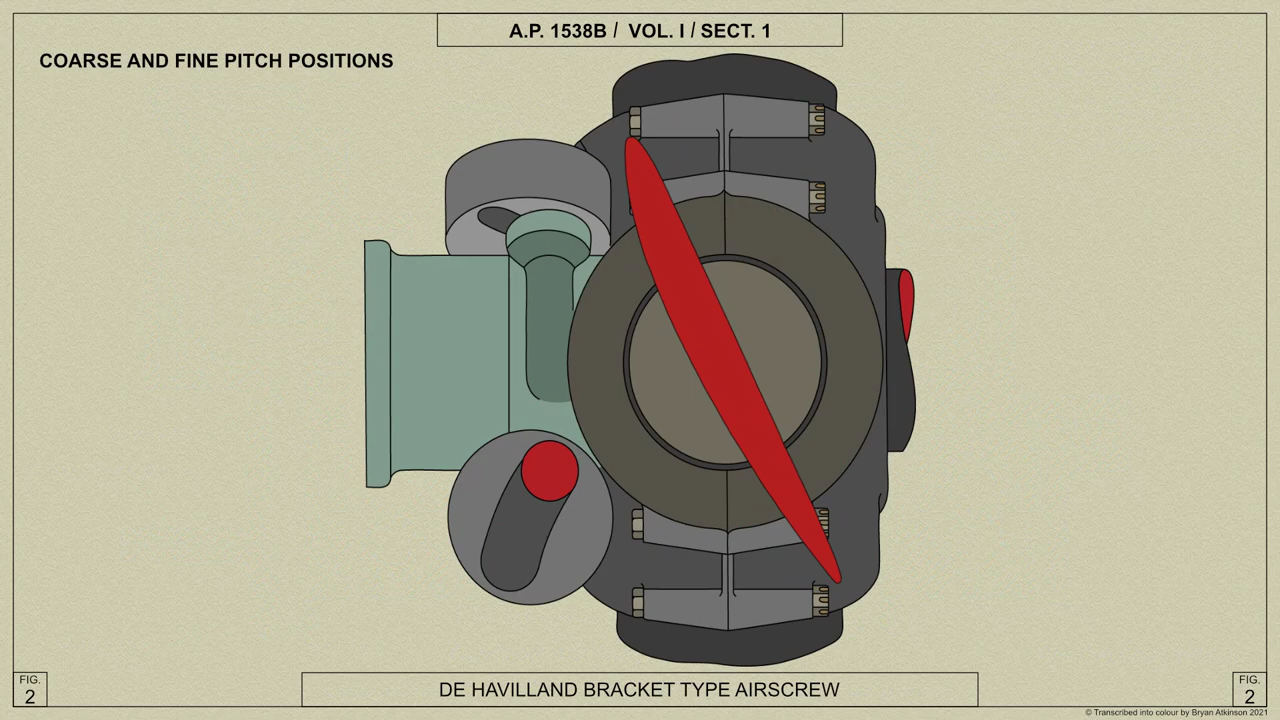 A.P. 1538B / VOL. I / SECT. 1
COARSE AND FINE PITCH POSITIONS
FIG.
2
DE HAVILLAND BRACKET TYPE AIRSCREW
FIG.
2
© Transcribed into colour by Bryan Atkinson 2021